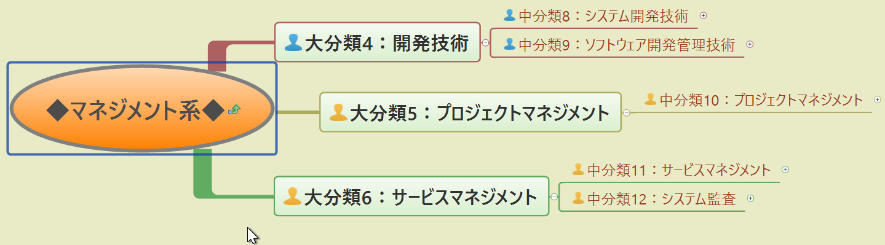 ◆マネジメント系◆
大分類4：開発技術
中分類8：システム開発技術
中分類9：ソフトウェア開発管理技術
大分類5：プロジェクトマネジメント
中分類10：プロジェクトマネジメント
大分類6：サービスマネジメント
中分類11：サービスマネジメント
中分類12：システム監査